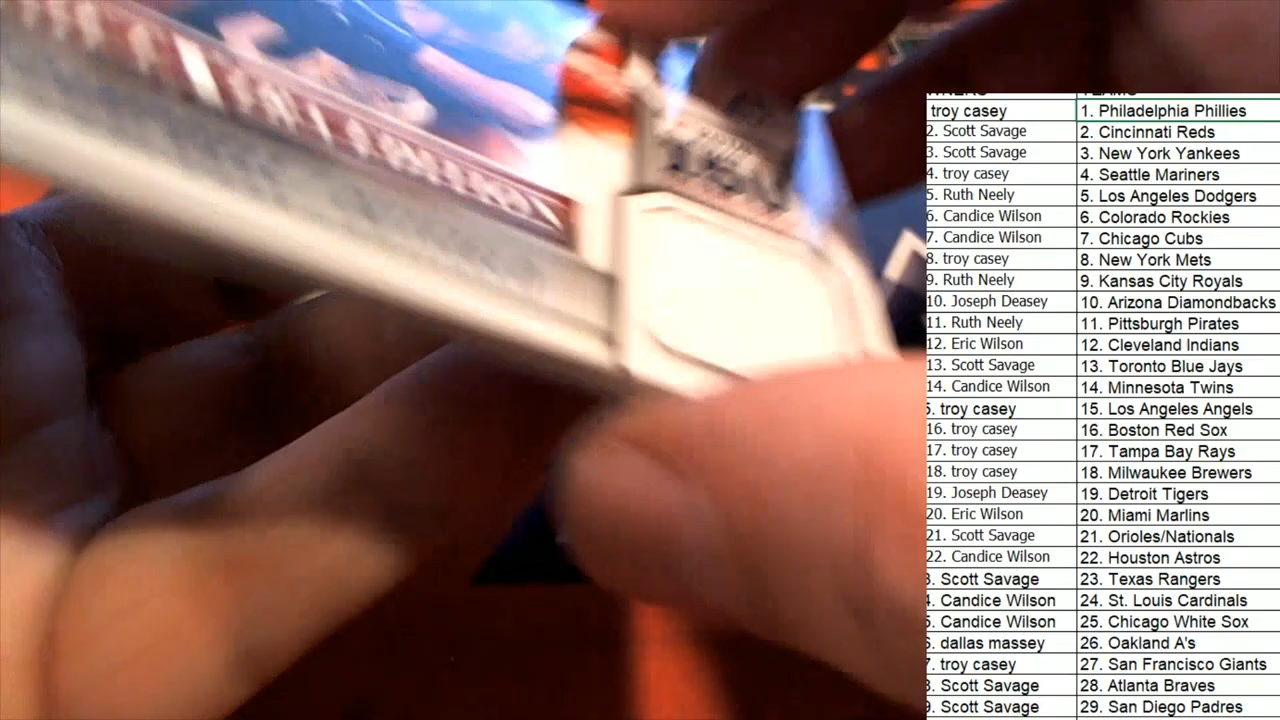 troy casey 1. Philadelphia Phillies
2. Scott Savage 2. Cincinnati Reds
3. Scott Savage 3. New York Yankees
4. troy casey 4. Seattle Mariners
5. Ruth Neely 5. Los Angeles Dodgers
6. Candice Wilson 6. Colorado Rockies
7. Candice Wilson 7. Chicago Cubs
8. troy casey 8. New York Mets
9. Ruth Neely 9. Kansas City Royals
10. Joseph Deasey 10. Arizona Diamondbacks
11. Ruth Neely 11. Pittsburgh Pirates
12. Eric Wilson 12. Cleveland Indians
13. Scott Savage 13. Toronto Blue Jays
14. Candice Wilson 14. Minnesota Twins
5. troy casey 15. Los Angeles Angels
16. troy casey 16. Boston Red Sox
17. troy casey 17. Tampa Bay Rays
18. troy casey 18. Milwaukee Brewers
19. Joseph Deasey 19. Detroit Tigers
20. Eric Wilson 20. Miami Marlins
21. Scott Savage 21. Orioles/Nationals
22. Candice Wilson 22. Houston Astros
3. Scott Savage 23. Texas Rangers
4. Candice Wilson 24. St. Louis Cardinals
5. Candice Wilson 25. Chicago White Sox
6. dallas massey 26. Oakland A's
7. troy casey 27. San Francisco Giants
8. Scott Savage 28. Atlanta Braves
9. Scott Savage 29. San Diego Padres